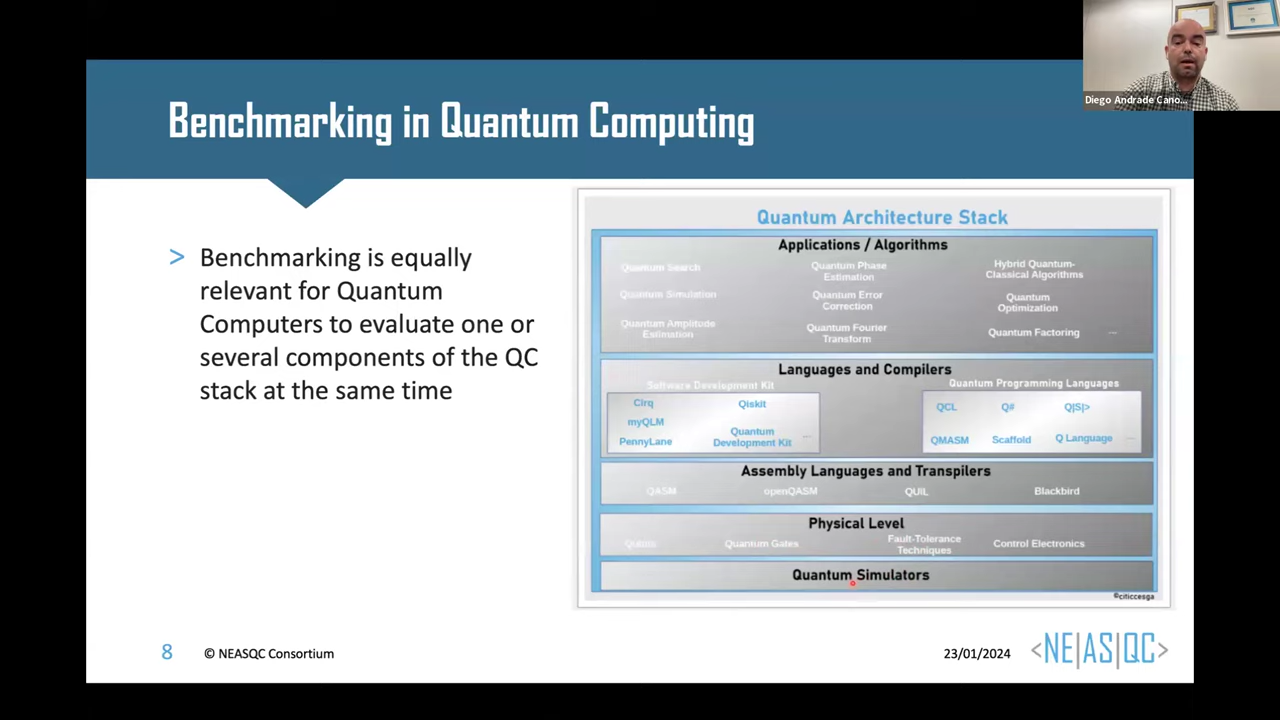 Diego Andrade Cano...
Benchmarking in Quantum Computing
> Benchmarking is equally
relevant for Quantum
Computers to evaluate one or
several components of the QC
stack at the same time
Quantum Architecture Stack
Applications / Algorithms
Quantum Search
Quantum Phase
Estimation
Hybrid Quantum-
Classical Algorithms
Quantum Simulation
Quantum Error
Correction
Quantum
Optimization
Quantum Amplitude
Estimation
Quantum Fourier
Transform
Quantum Factoring ...
Languages and Compilers
Software Development Kit
Cirq
Qiskit
myQLM
PennyLane
Quantum
Development Kit ...
Quantum Programming Languages
QCL Q# Q|S|>
QMASM Scaffold Q Language ...
Assembly Languages and Transpilers
QASM openQASM QUIL Blackbird
Physical Level
Qubits
Quantum Gates
Fault-Tolerance
Techniques
Control Electronics
Quantum Simulators
©citiccesga
8 © NEASQC Consortium 23/01/2024 <NE|AS|QC>